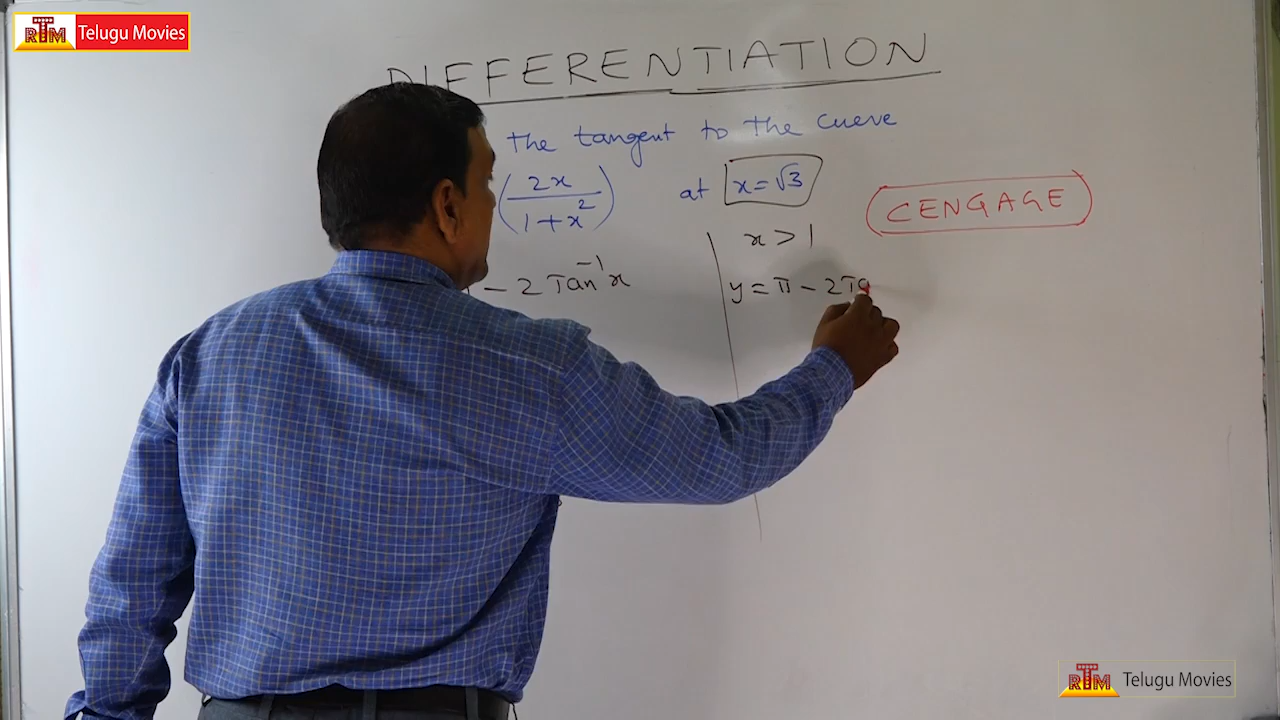 RTM Telugu Movies
DIFFERENTIATION
the tangent to the curve
(2x/1+x²) at x=√3
CENGAGE
x > 1
− 2 Tan⁻¹x
y = π − 2Ta
RTM Telugu Movies